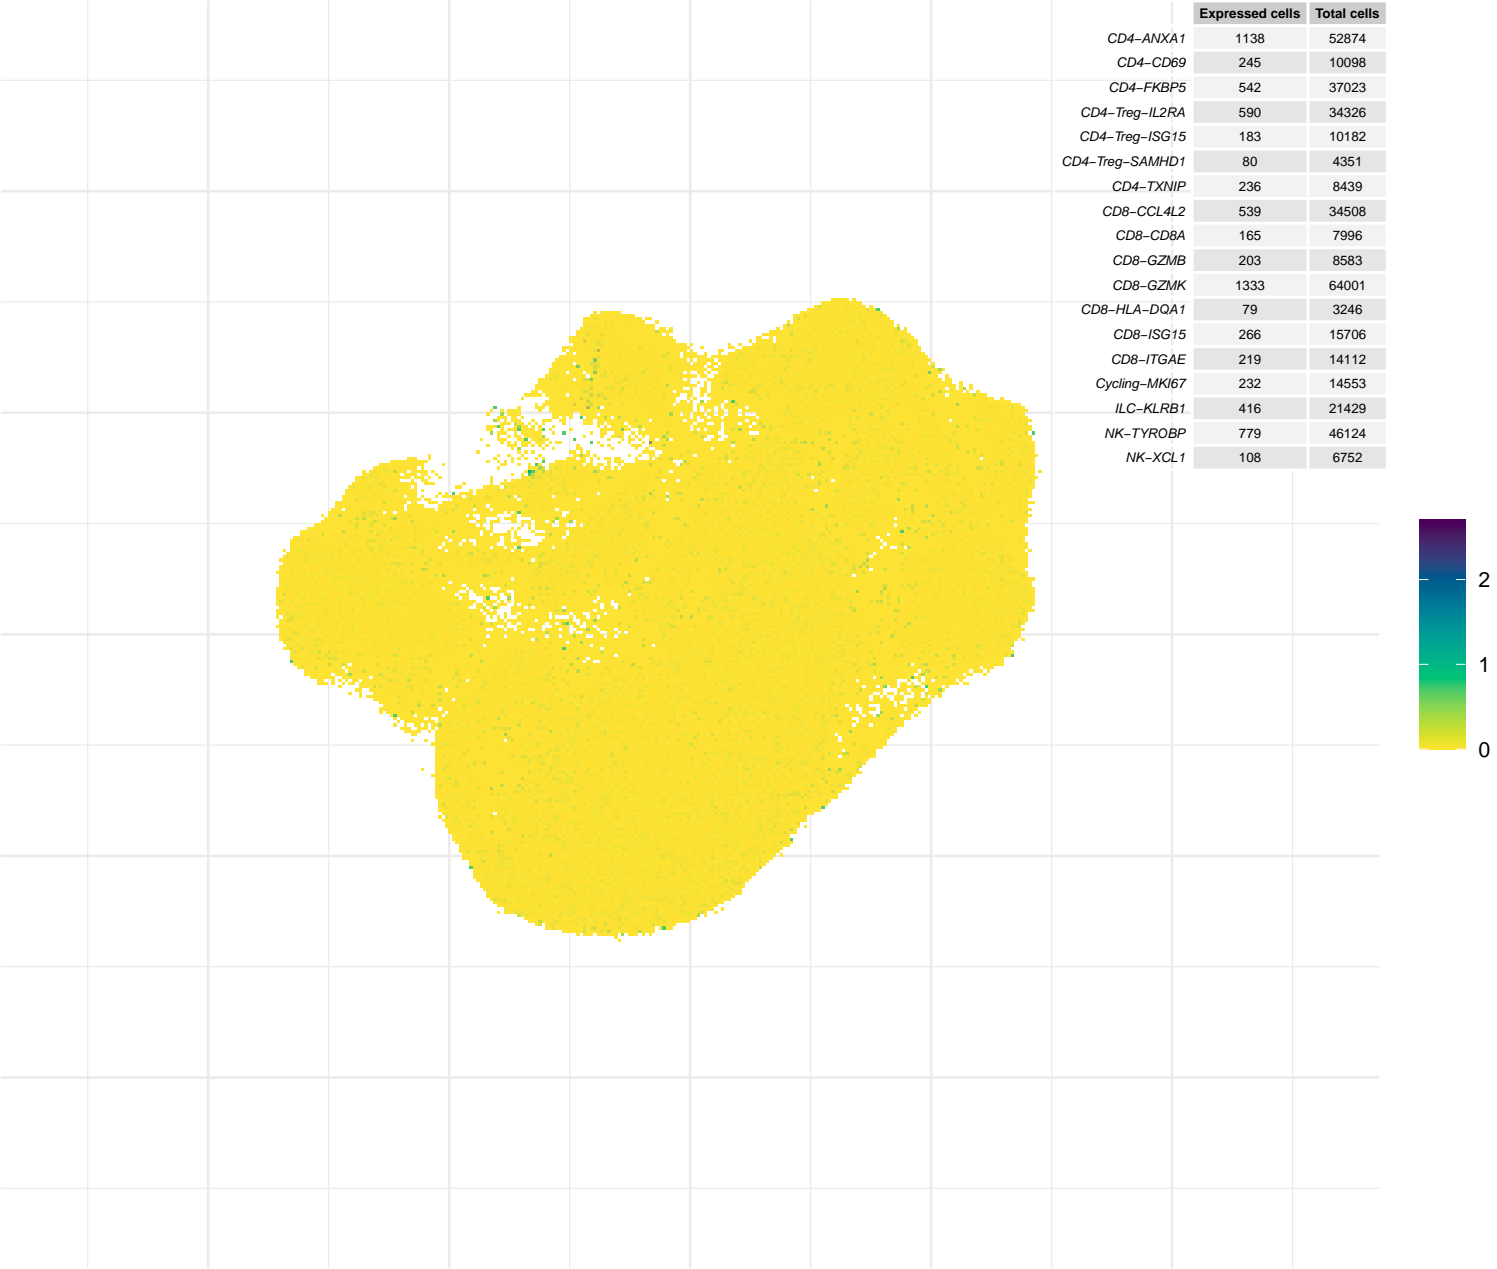 Expressed cells Total cells
CD4−ANXA1 1138 52874
CD4−CD69 245 10098
CD4−FKBP5 542 37023
CD4−Treg−IL2RA 590 34326
CD4−Treg−ISG15 183 10182
CD4−Treg−SAMHD1 80 4351
CD4−TXNIP 236 8439
CD8−CCL4L2 539 34508
CD8−CD8A 165 7996
CD8−GZMB 203 8583
CD8−GZMK 1333 64001
CD8−HLA−DQA1 79 3246
CD8−ISG15 266 15706
CD8−ITGAE 219 14112
Cycling−MKI67 232 14553
ILC−KLRB1 416 21429
NK−TYROBP 779 46124
NK−XCL1 108 6752
2
1
0